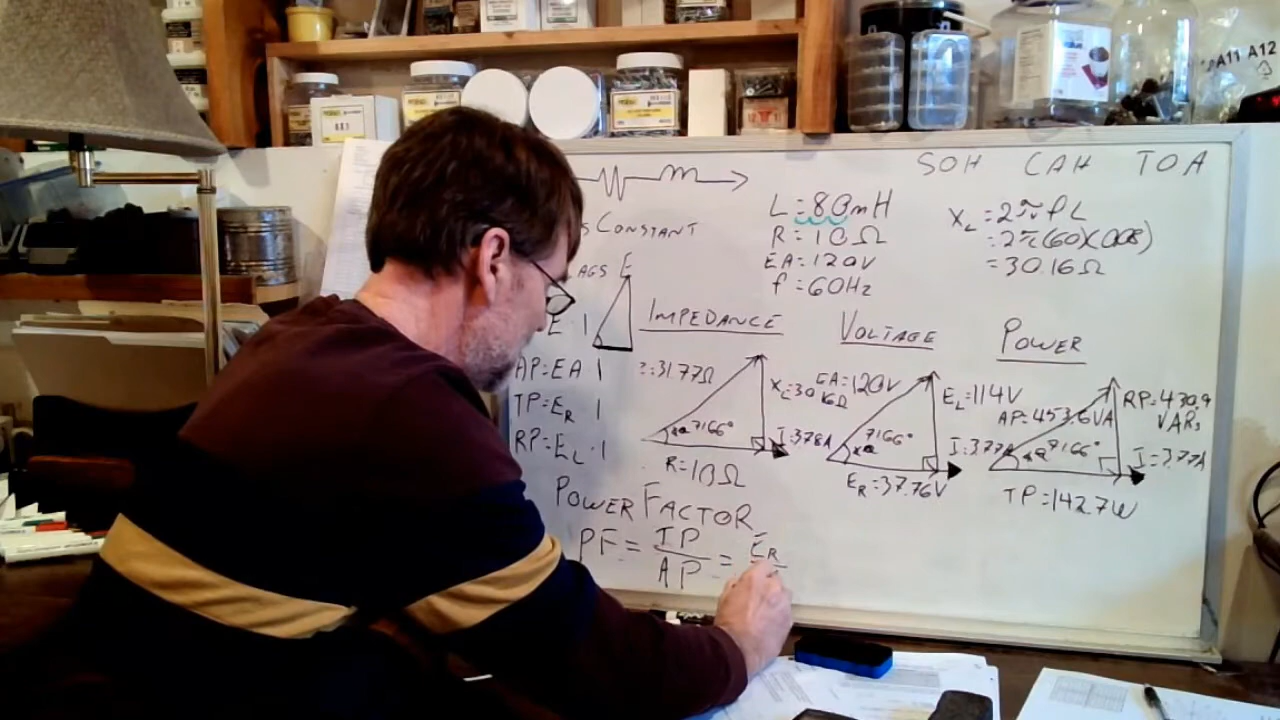 SOH CAH TOA
L=80mH
R=10Ω
EA=120V
f=60Hz
XL=2πfL
=2π(60)(.008)
=30.16Ω
CONSTANT
AGS E
E·I
AP=EA I
TP=ER I
RP=EL·I
IMPEDANCE
=31.77Ω
XL=30.16Ω
71.66°
R=10Ω
VOLTAGE
EA=120V
EL=114V
I=3.78A
71.66°
ER=37.76V
POWER
AP=453.6VA
RP=430.9
VARs
I=3.77A
71.66°
I=3.77A
TP=142.7W
POWER FACTOR
PF=TP/AP=ER
A11 A12